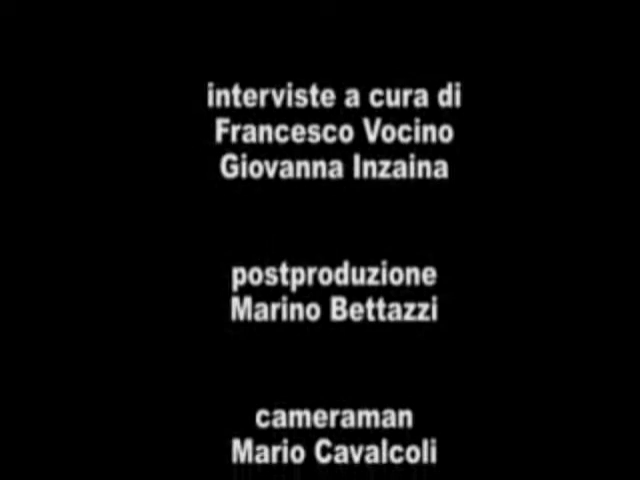 interviste a cura di
Francesco Vocino
Giovanna Inzaina
postproduzione
Marino Bettazzi
cameraman
Mario Cavalcoli